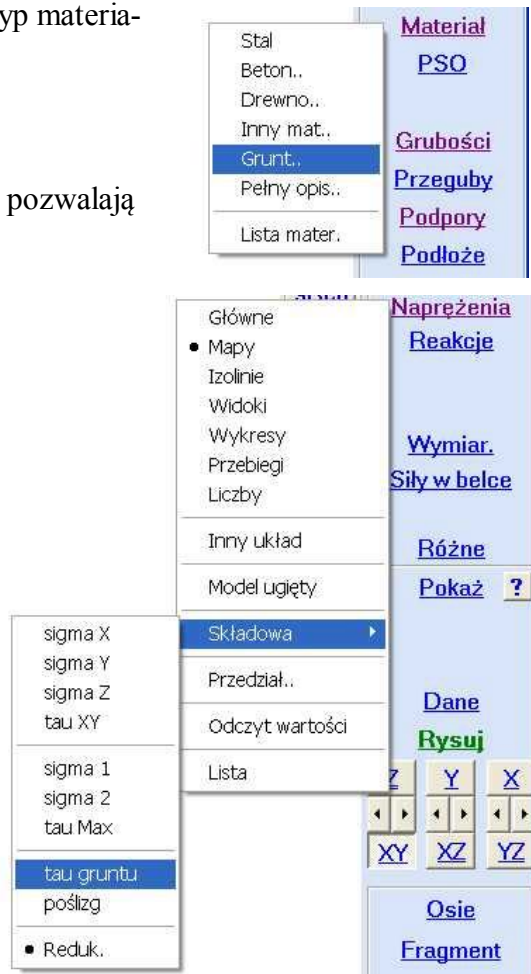 yp materia-
pozwalają
Stal
Beton..
Drewno..
Inny mat..
Grunt..
Pełny opis..
Lista mater.
Materiał
PSO
Grubości
Przeguby
Podpory
Podłoże
Główne
• Mapy
Izolinie
Widoki
Wykresy
Przebiegi
Liczby
Inny układ
Model ugięty
Składowa
Przedział..
Odczyt wartości
Lista
sigma X
sigma Y
sigma Z
tau XY
sigma 1
sigma 2
tau Max
tau gruntu
poślizg
• Reduk.
Naprężenia
Reakcje
Wymiar.
Siły w belce
Różne
Pokaż ?
Dane
Rysuj
Z Y X
XY XZ YZ
Osie
Fragment